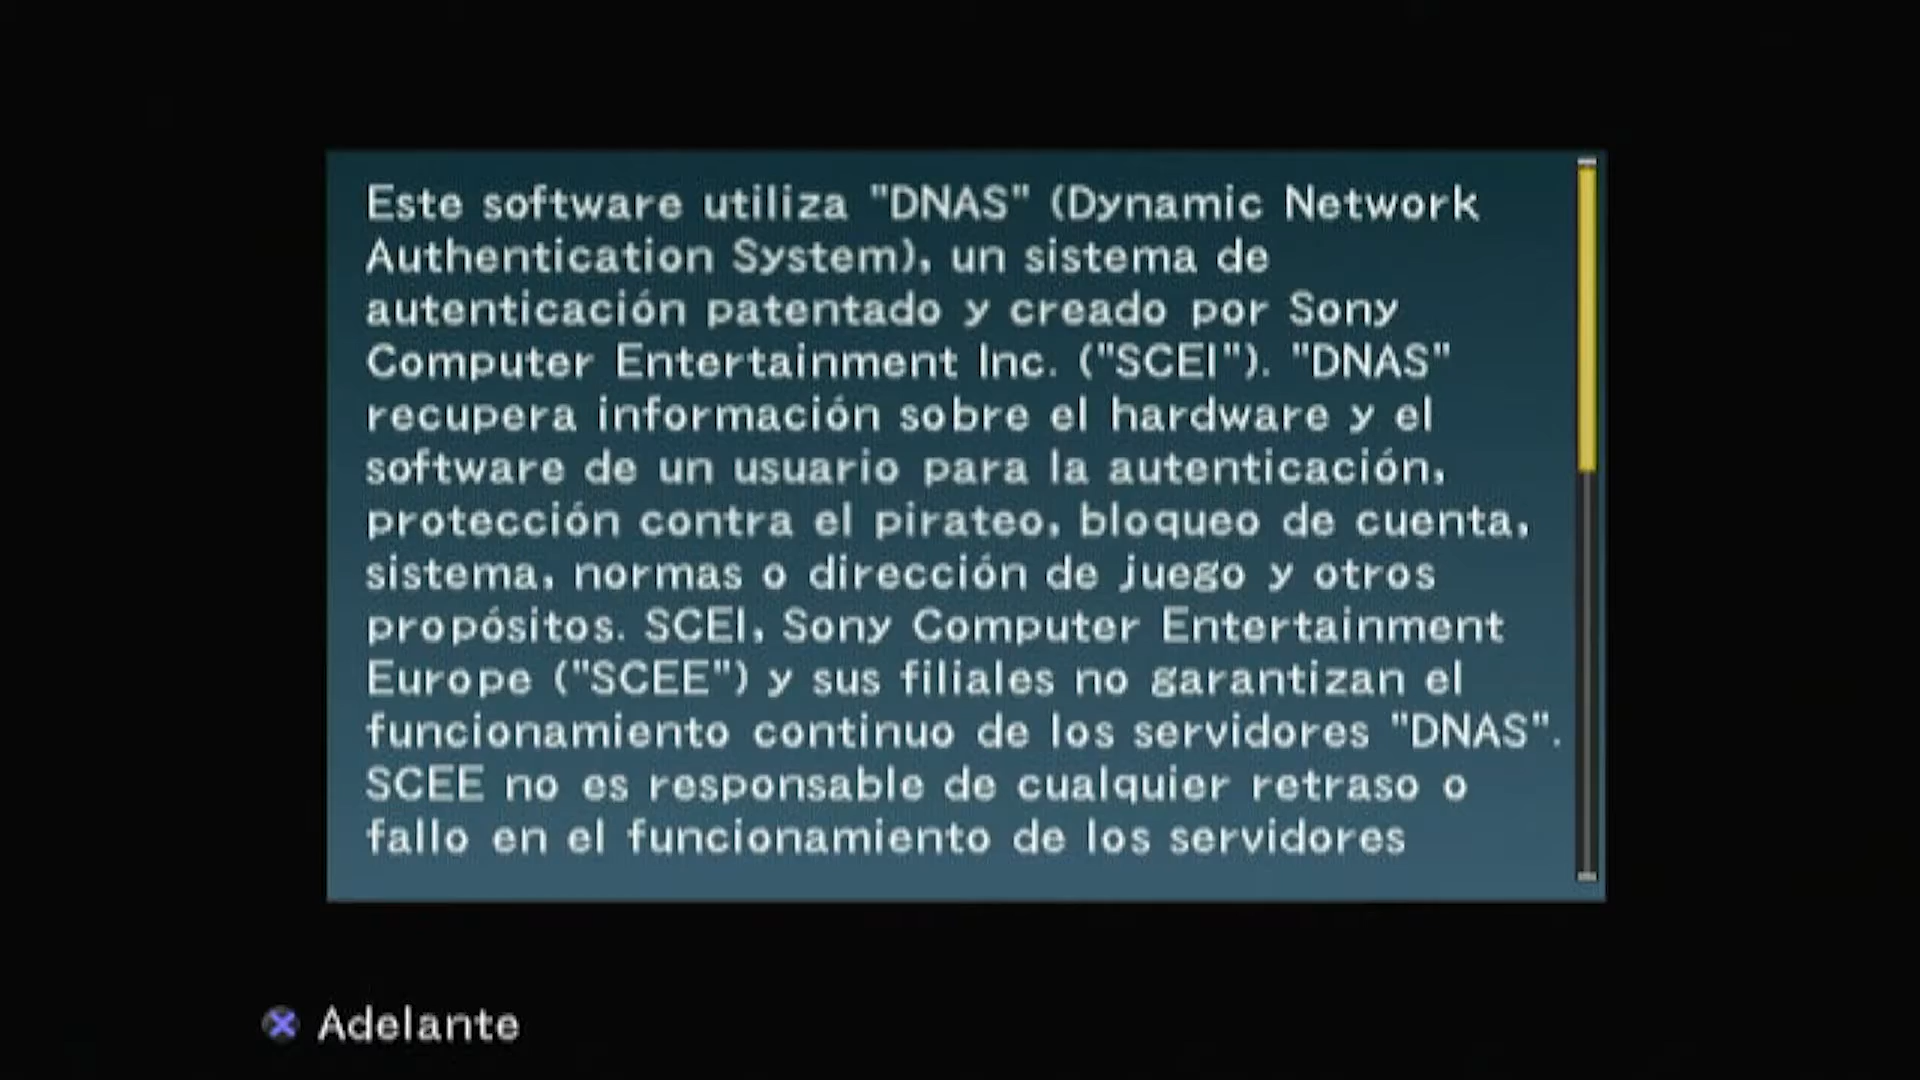 Este software utiliza "DNAS" (Dynamic Network
Authentication System), un sistema de
autenticación patentado y creado por Sony
Computer Entertainment Inc. ("SCEI"). "DNAS"
recupera información sobre el hardware y el
software de un usuario para la autenticación,
protección contra el pirateo, bloqueo de cuenta,
sistema, normas o dirección de juego y otros
propósitos. SCEI, Sony Computer Entertainment
Europe ("SCEE") y sus filiales no garantizan el
funcionamiento continuo de los servidores "DNAS".
SCEE no es responsable de cualquier retraso o
fallo en el funcionamiento de los servidores
Adelante